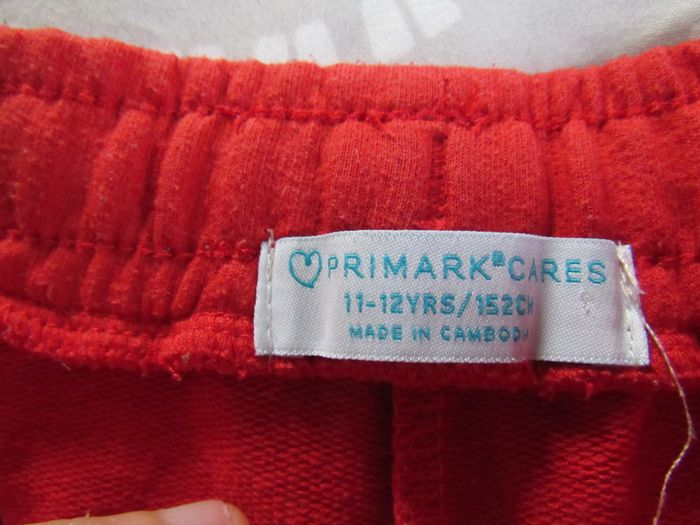 PRIMARK® CARES
11-12YRS/152CM
MADE IN CAMBODIA